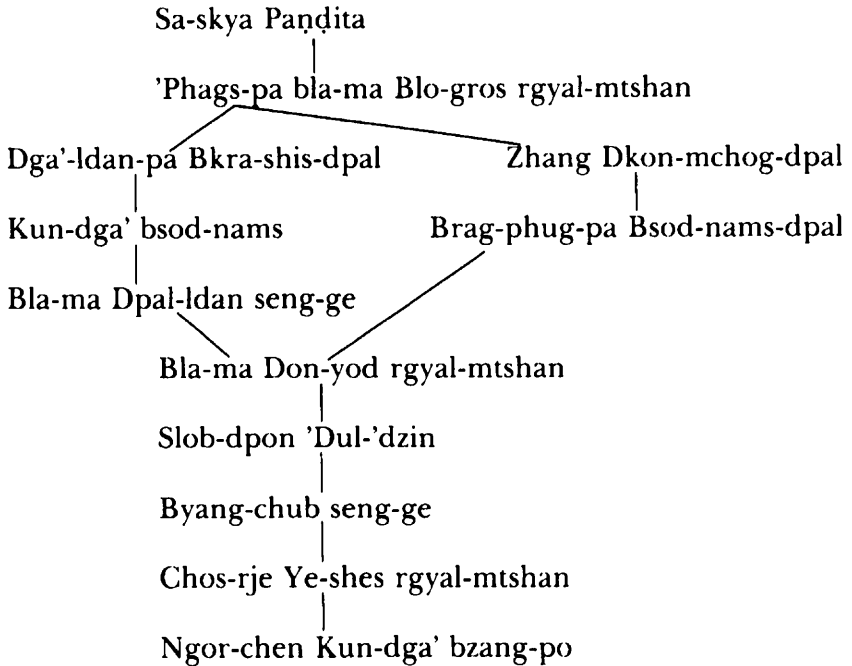 Sa-skya Paṇḍita
'Phags-pa bla-ma Blo-gros rgyal-mtshan
Dga'-ldan-pa Bkra-shis-dpal Zhang Dkon-mchog-dpal
Kun-dga' bsod-nams Brag-phug-pa Bsod-nams-dpal
Bla-ma Dpal-ldan seng-ge
Bla-ma Don-yod rgyal-mtshan
Slob-dpon 'Dul-'dzin
Byang-chub seng-ge
Chos-rje Ye-shes rgyal-mtshan
Ngor-chen Kun-dga' bzang-po